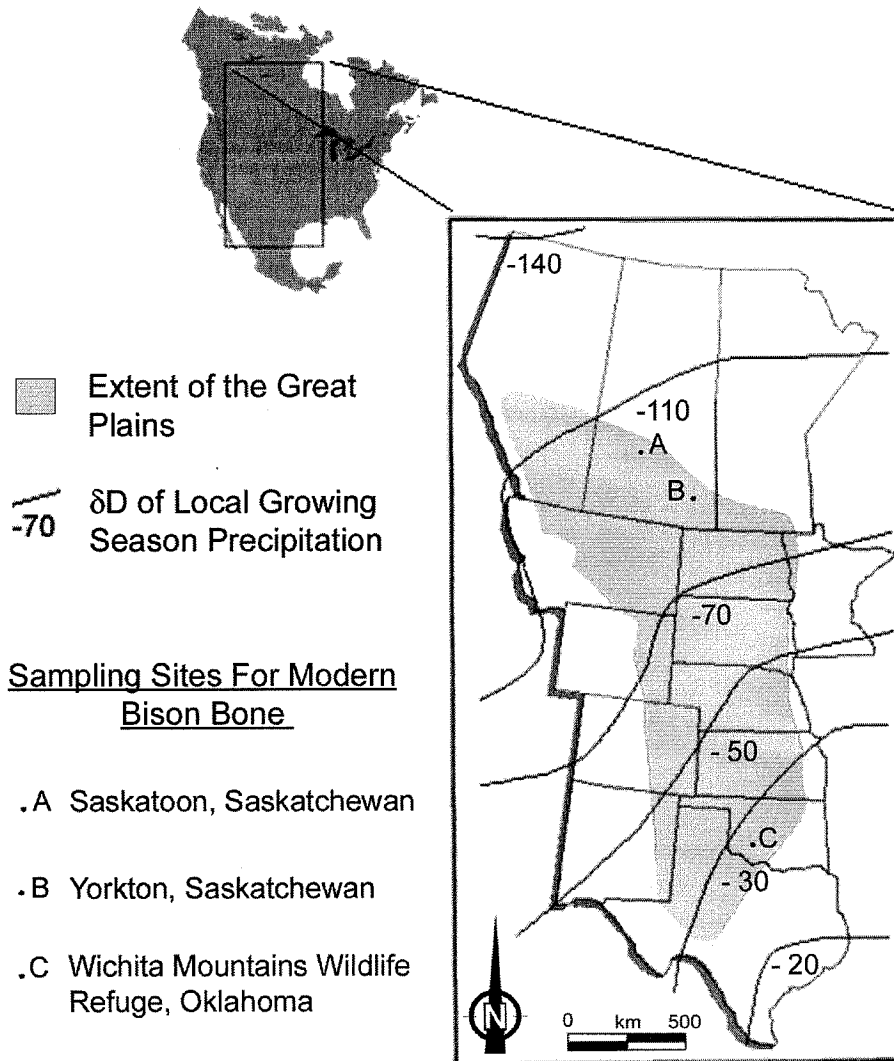 Extent of the Great
Plains
δD of Local Growing
-70
Season Precipitation
Sampling Sites For Modern
Bison Bone
.A Saskatoon, Saskatchewan
.B Yorkton, Saskatchewan
.C Wichita Mountains Wildlife
Refuge, Oklahoma
-140
-110
.A
B.
-70
- 50
.C
- 30
- 20
N
0 km 500